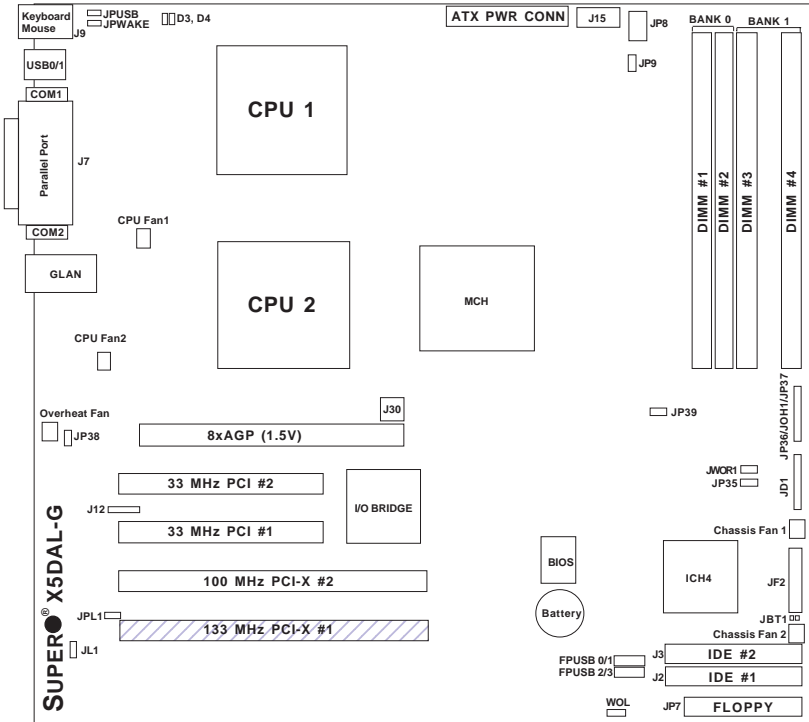 Keyboard
Mouse
J9
JPUSB
JPWAKE
D3, D4
ATX PWR CONN
J15
JP8
BANK 0
BANK 1
USB0/1
JP9
COM1
CPU 1
Parallel Port
J7
DIMM #1
DIMM #2
DIMM #3
DIMM #4
CPU Fan1
COM2
GLAN
CPU 2
MCH
CPU Fan2
JP36/JOH1/JP37
Overheat Fan
J30
JP39
JP38
8xAGP (1.5V)
JWOR1
JP35
JD1
33 MHz PCI #2
I/O BRIDGE
J12
33 MHz PCI #1
Chassis Fan 1
BIOS
ICH4
JF2
100 MHz PCI-X #2
Battery
JPL1
JBT1
133 MHz PCI-X #1
Chassis Fan 2
JL1
SUPER® X5DAL-G
J3
IDE #2
FPUSB 0/1
FPUSB 2/3
J2
IDE #1
WOL
JP7
FLOPPY